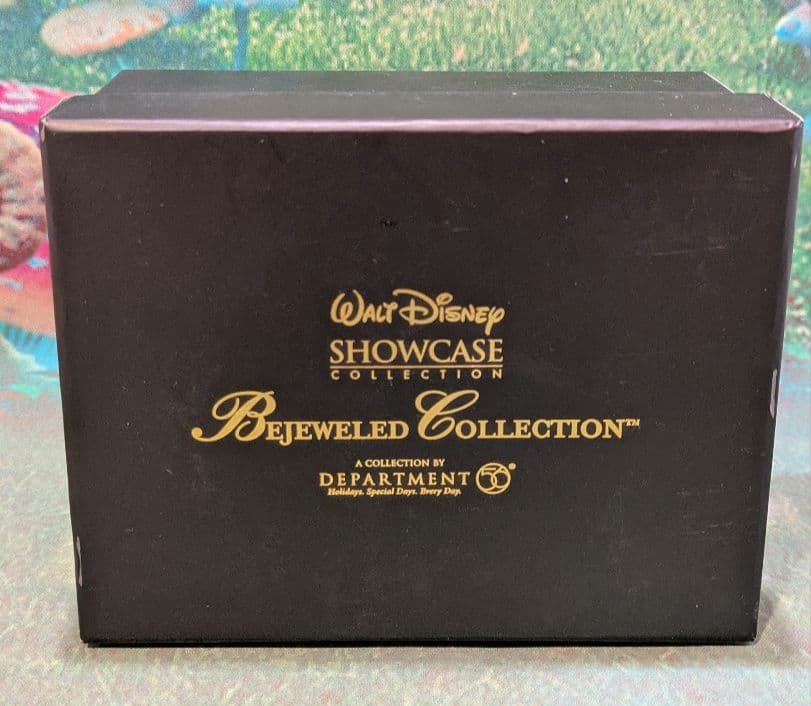 WALT DISNEY
SHOWCASE
COLLECTION
BEJEWELED COLLECTION™
A COLLECTION BY
DEPARTMENT 56®
Holidays. Special Days. Every Day.